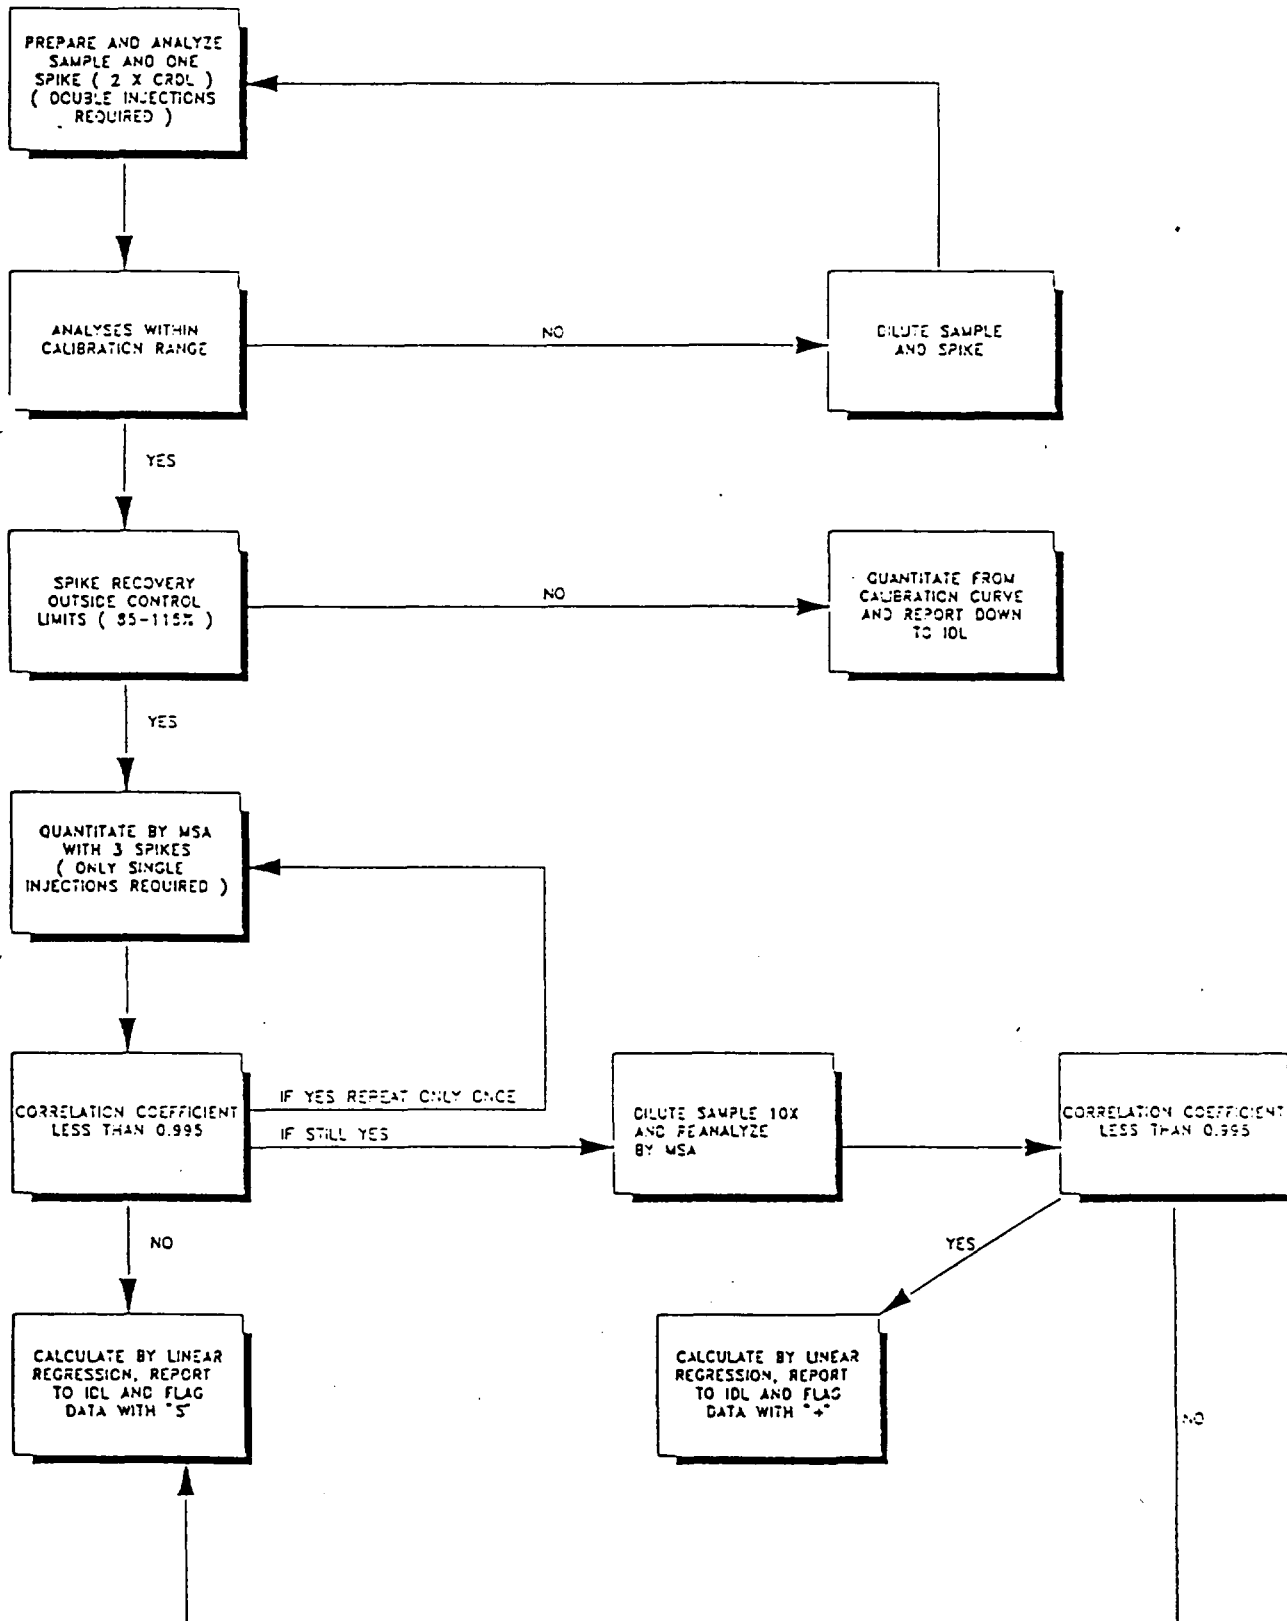 PREPARE AND ANALYZE
SAMPLE AND ONE
SPIKE ( 2 X CRDL )
( DOUBLE INJECTIONS
REQUIRED )
ANALYSES WITHIN
CALIBRATION RANGE
NO
DILUTE SAMPLE
AND SPIKE
YES
SPIKE RECOVERY
OUTSIDE CONTROL
LIMITS ( 85-115% )
NO
QUANTITATE FROM
CALIBRATION CURVE
AND REPORT DOWN
TO IDL
YES
QUANTITATE BY MSA
WITH 3 SPIKES
( ONLY SINGLE
INJECTIONS REQUIRED )
CORRELATION COEFFICIENT
LESS THAN 0.995
IF YES REPEAT ONLY ONCE
IF STILL YES
DILUTE SAMPLE 10X
AND REANALYZE
BY MSA
CORRELATION COEFFICIENT
LESS THAN 0.995
NO
YES
CALCULATE BY LINEAR
REGRESSION, REPORT
TO IDL AND FLAG
DATA WITH "S"
CALCULATE BY LINEAR
REGRESSION, REPORT
TO IDL AND FLAG
DATA WITH "+"
NO